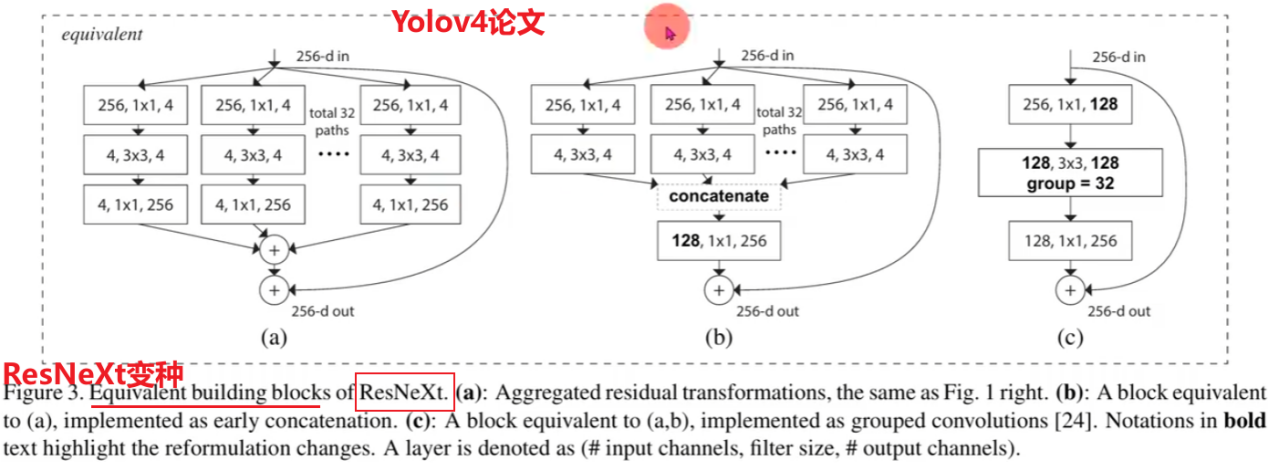 Yolov4论文
equivalent
256-d in
256, 1x1, 4
256, 1x1, 4
256, 1x1, 4
total 32
paths
4, 3x3, 4
4, 3x3, 4
....
4, 3x3, 4
4, 1x1, 256
4, 1x1, 256
4, 1x1, 256
+
+
256-d out
(a)
256-d in
256, 1x1, 4
256, 1x1, 4
256, 1x1, 4
total 32
paths
4, 3x3, 4
4, 3x3, 4
....
4, 3x3, 4
concatenate
128, 1x1, 256
+
256-d out
(b)
256-d in
256, 1x1, 128
128, 3x3, 128
group = 32
128, 1x1, 256
+
256-d out
(c)
ResNeXt变种
Figure 3. Equivalent building blocks of ResNeXt. (a): Aggregated residual transformations, the same as Fig. 1 right. (b): A block equivalent
to (a), implemented as early concatenation. (c): A block equivalent to (a,b), implemented as grouped convolutions [24]. Notations in bold
text highlight the reformulation changes. A layer is denoted as (# input channels, filter size, # output channels).